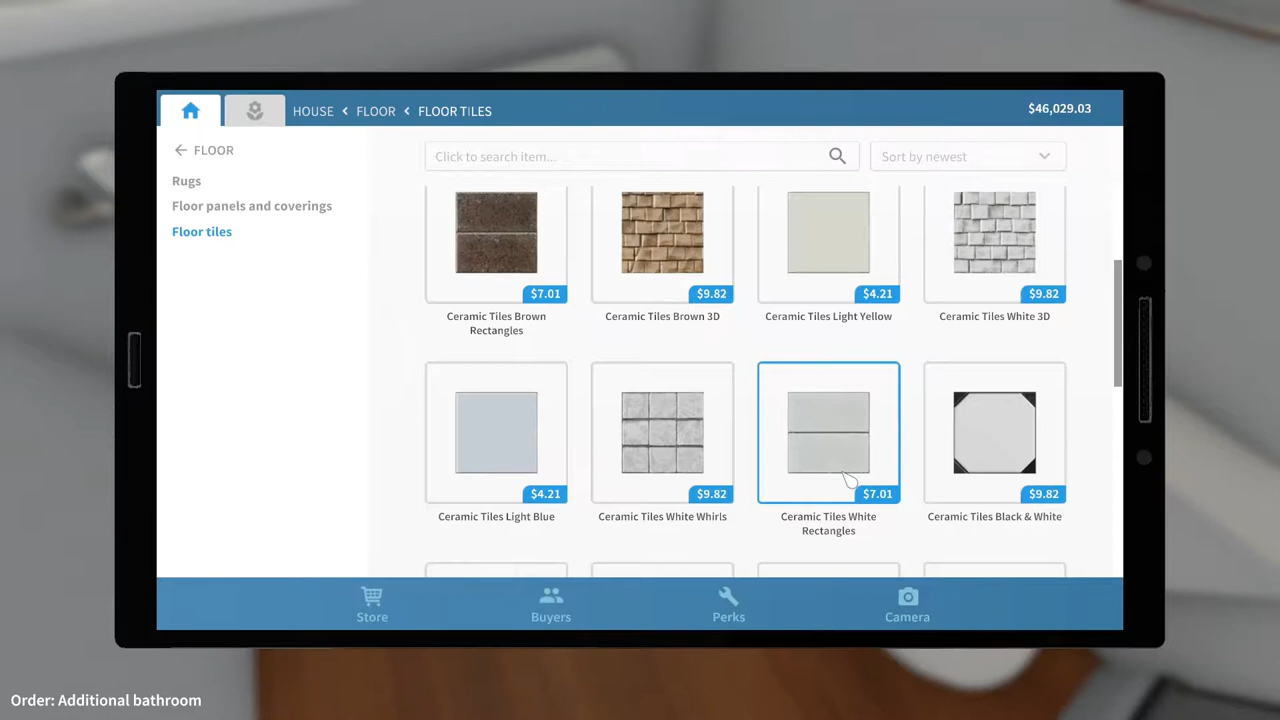 HOUSE < FLOOR < FLOOR TILES
$46,029.03
FLOOR
Click to search item...
Sort by newest
Rugs
Floor panels and coverings
Floor tiles
$7.01
$9.82
$4.21
$9.82
Ceramic Tiles Brown
Rectangles
Ceramic Tiles Brown 3D
Ceramic Tiles Light Yellow
Ceramic Tiles White 3D
$4.21
$9.82
$7.01
$9.82
Ceramic Tiles Light Blue
Ceramic Tiles White Whirls
Ceramic Tiles White
Rectangles
Ceramic Tiles Black & White
Store
Buyers
Perks
Camera
Order: Additional bathroom